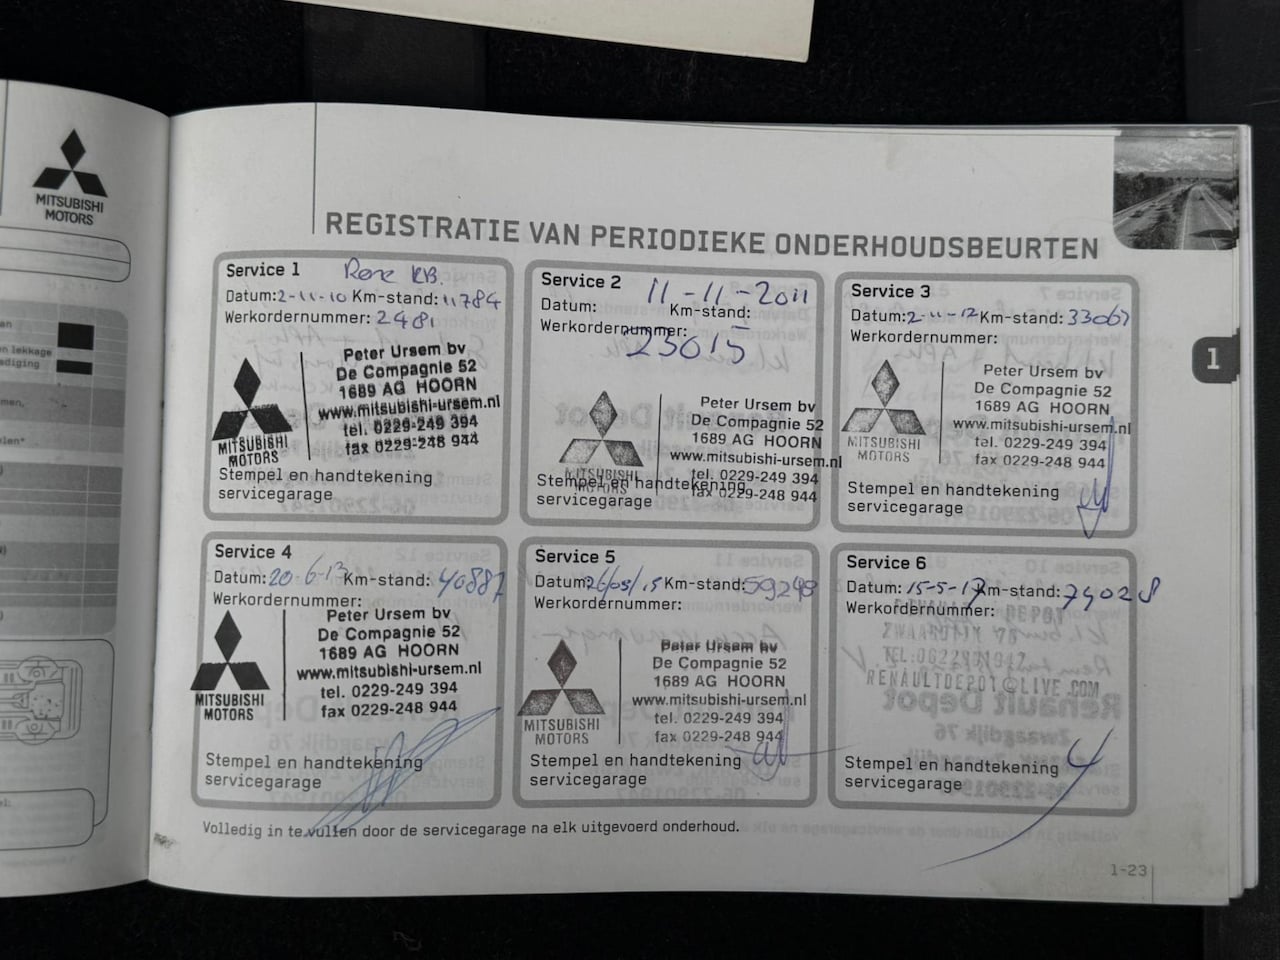 MITSUBISHI
MOTORS
REGISTRATIE VAN PERIODIEKE ONDERHOUDSBEURTEN
Service 1
Datum: 2-11-10 Km-stand: 11784
Werkordernummer: 2481
Peter Ursem bv
De Compagnie 52
1689 AG HOORN
www.mitsubishi-ursem.nl
tel. 0229-249 394
fax 0229-248 944
MITSUBISHI
MOTORS
Stempel en handtekening
servicegarage
Service 2
11-11-2011
Datum: Km-stand: -
Werkordernummer:
23015
Peter Ursem bv
De Compagnie 52
1689 AG HOORN
www.mitsubishi-ursem.nl
tel. 0229-249 394
fax 0229-248 944
MITSUBISHI
MOTORS
Stempel en handtekening
servicegarage
Service 3
Datum: 2-11-12 Km-stand: 33067
Werkordernummer:
Peter Ursem bv
De Compagnie 52
1689 AG HOORN
www.mitsubishi-ursem.nl
tel. 0229-249 394
fax 0229-248 944
MITSUBISHI
MOTORS
Stempel en handtekening
servicegarage
Service 4
Datum: 20-6-13 Km-stand: 40887
Werkordernummer:
Peter Ursem bv
De Compagnie 52
1689 AG HOORN
www.mitsubishi-ursem.nl
tel. 0229-249 394
fax 0229-248 944
MITSUBISHI
MOTORS
Stempel en handtekening
servicegarage
Service 5
Datum: 26/03/15 Km-stand: 59248
Werkordernummer:
Peter Ursem bv
De Compagnie 52
1689 AG HOORN
www.mitsubishi-ursem.nl
tel. 0229-249 394
fax 0229-248 944
MITSUBISHI
MOTORS
Stempel en handtekening
servicegarage
Service 6
Datum: 15-5-17 Km-stand: 74028
Werkordernummer:
DEPOT
ZWAAGDIJK 76
TEL:0622901947
RENAULTDEPOT@LIVE.COM
Stempel en handtekening
servicegarage
Volledig in te vullen door de servicegarage na elk uitgevoerd onderhoud.
1-23
1